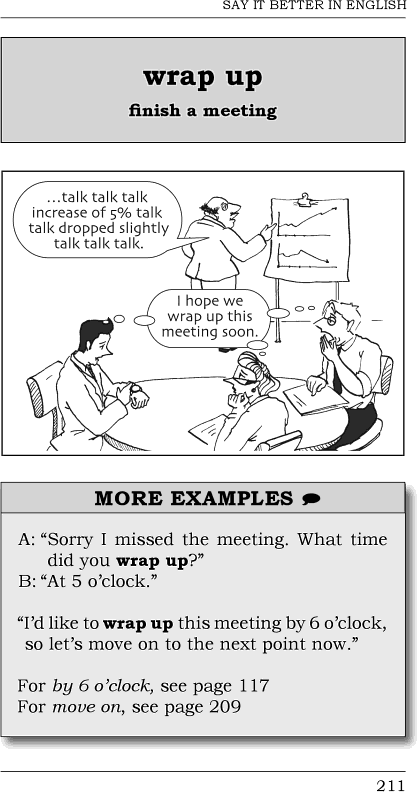 SAY IT BETTER IN ENGLISH
wrap up
finish a meeting
...talk talk talk
increase of 5% talk
talk dropped slightly
talk talk talk.
I hope we
wrap up this
meeting soon.
MORE EXAMPLES
A: “Sorry I missed the meeting. What time
did you wrap up?”
B: “At 5 o’clock.”
“I’d like to wrap up this meeting by 6 o’clock,
so let’s move on to the next point now.”
For by 6 o’clock, see page 117
For move on, see page 209
211